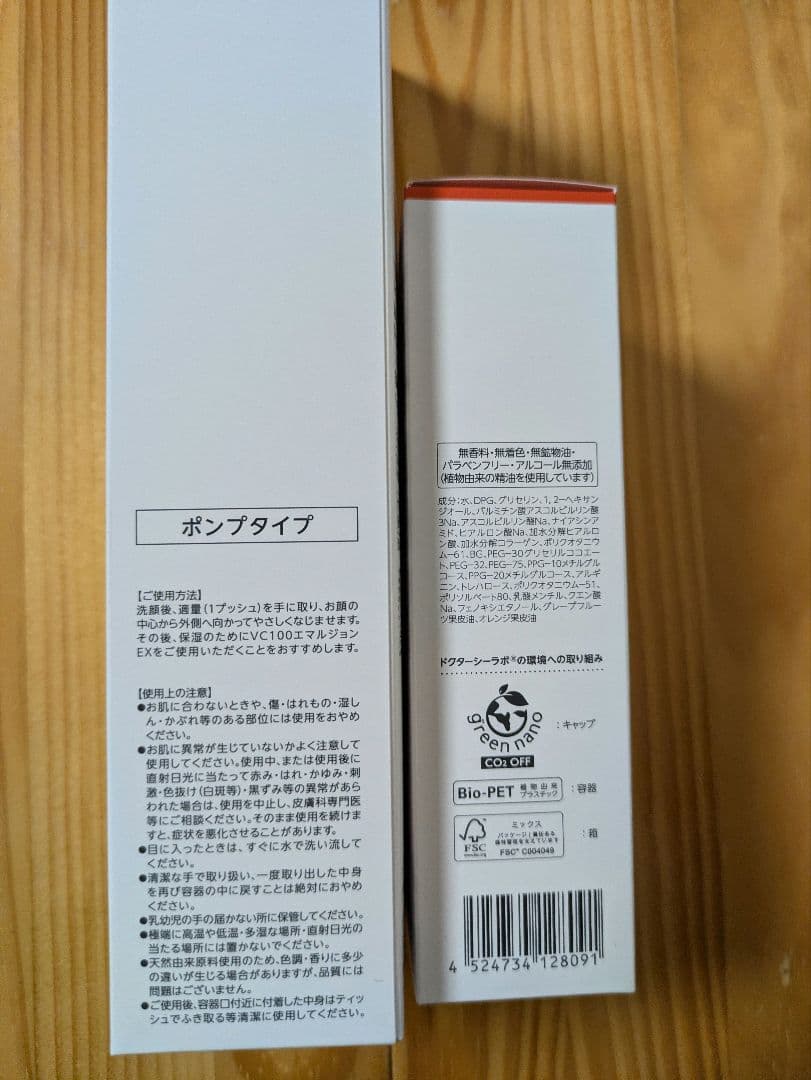 ポンプタイプ
【ご使用方法】
洗顔後、適量(1プッシュ)を手に取り、お顔の
中心から外側へ向かってやさしくなじませます。
その後、保湿のためにVC100エマルジョン
EXをご使用いただくことをおすすめします。
【使用上の注意】
●お肌に合わないときや、傷・はれもの・湿し
ん・かぶれ等のある部位には使用をおやめ
ください。
●お肌に異常が生じていないかよく注意して
使用してください。使用中、または使用後に
直射日光に当たって赤み・はれ・かゆみ・刺
激・色抜け(白斑等)・黒ずみ等の異常があら
われた場合は、使用を中止し、皮膚科専門医
等にご相談ください。そのまま使用を続けま
すと、症状を悪化させることがあります。
●目に入ったときは、すぐに水で洗い流して
ください。
●清潔な手で取り扱い、一度取り出した中身
を再び容器の中に戻すことは絶対におやめ
ください。
●乳幼児の手の届かない所に保管してください。
●極端に高温や低温・多湿な場所・直射日光の
当たる場所には置かないでください。
●天然由来原料使用のため、色調・香りに多少
の違いが生じる場合がありますが、品質には
問題はございません。
●ご使用後、容器口付近に付着した中身はティッ
シュでふき取る等清潔に使用してください。
無香料・無着色・無鉱物油・
パラベンフリー・アルコール無添加
(植物由来の精油を使用しています)
成分:水、DPG、グリセリン、1,2-ヘキサン
ジオール、パルミチン酸アスコルビルリン酸
3Na、アスコルビルリン酸Na、ナイアシンア
ミド、ヒアルロン酸Na、加水分解ヒアルロ
ン酸、加水分解コラーゲン、ポリクオタニウ
ム-61、BG、PEG-30グリセリルココエー
ト、PEG-32、PEG-75、PPG-10メチルグル
コース、PPG-20メチルグルコース、アルギ
ニン、トレハロース、ポリクオタニウム-51、
ポリソルベート80、乳酸メンチル、クエン酸
Na、フェノキシエタノール、グレープフルー
ツ果皮油、オレンジ果皮油
ドクターシーラボ®の環境への取り組み
green nano
CO2 OFF
:キャップ
Bio-PET 植物由来
プラスチック
:容器
FSC
www.fsc.org
ミックス
パッケージ|責任ある
森林管理を支えています
FSC™ C004049
:箱
4 524734 128091